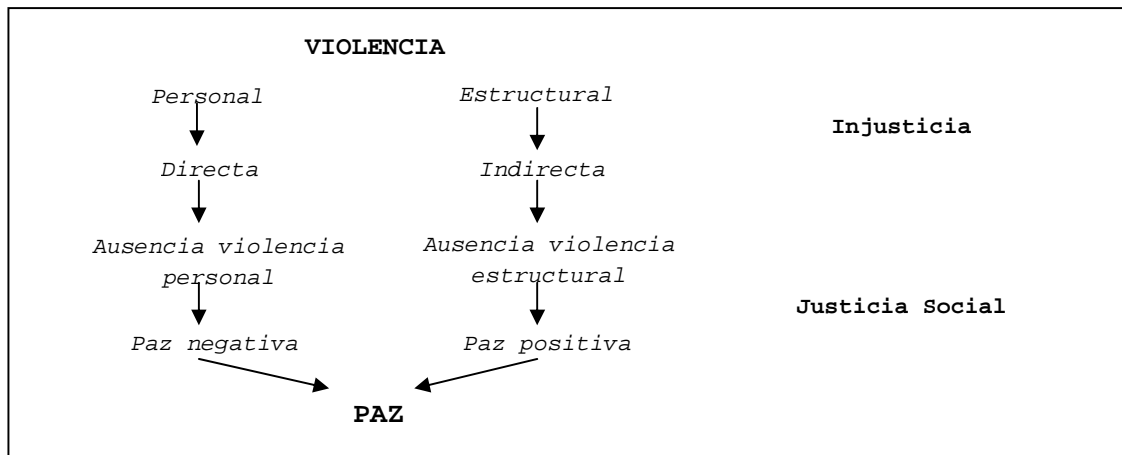 VIOLENCIA
Personal
Estructural
Injusticia
Directa
Indirecta
Ausencia violencia
personal
Ausencia violencia
estructural
Justicia Social
Paz negativa
Paz positiva
PAZ